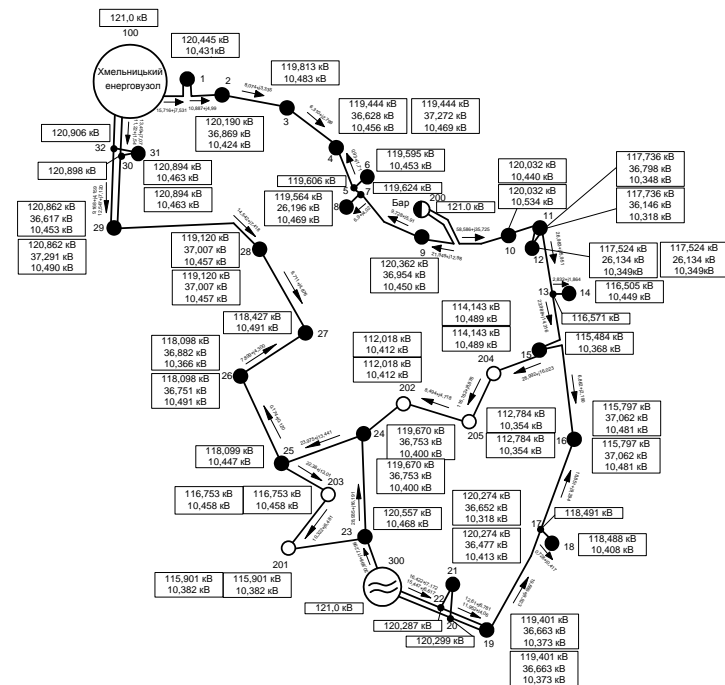 121,0 кВ
100
Хмельницький
енерговузол
120,445 кВ
10,431кВ
1
2
119,813 кВ
10,483 кВ
3
120,190 кВ
36,869 кВ
10,424 кВ
119,444 кВ
36,628 кВ
10,456 кВ
119,444 кВ
37,272 кВ
10,469 кВ
4
120,906 кВ
32
31
30
120,898 кВ
120,894 кВ
10,463 кВ
120,894 кВ
10,463 кВ
119,595 кВ
10,453 кВ
6
119,606 кВ
5
7
8
119,564 кВ
26,196 кВ
10,469 кВ
119,624 кВ
Бар
200
121.0 кВ
120,032 кВ
10,440 кВ
120,032 кВ
10,534 кВ
117,736 кВ
36,798 кВ
10,348 кВ
117,736 кВ
36,146 кВ
10,318 кВ
11
10
12
9
120,862 кВ
36,617 кВ
10,453 кВ
120,862 кВ
37,291 кВ
10,490 кВ
29
28
119,120 кВ
37,007 кВ
10,457 кВ
119,120 кВ
37,007 кВ
10,457 кВ
120,362 кВ
36,954 кВ
10,450 кВ
117,524 кВ
26,134 кВ
10,349кВ
117,524 кВ
26,134 кВ
10,349кВ
13
14
116,505 кВ
10,449 кВ
116,571 кВ
118,427 кВ
10,491 кВ
27
114,143 кВ
10,489 кВ
114,143 кВ
10,489 кВ
204
15
115,484 кВ
10,368 кВ
118,098 кВ
36,882 кВ
10,366 кВ
118,098 кВ
36,751 кВ
10,491 кВ
26
112,018 кВ
10,412 кВ
112,018 кВ
10,412 кВ
202
205
112,784 кВ
10,354 кВ
112,784 кВ
10,354 кВ
16
115,797 кВ
37,062 кВ
10,481 кВ
115,797 кВ
37,062 кВ
10,481 кВ
24
119,670 кВ
36,753 кВ
10,400 кВ
119,670 кВ
36,753 кВ
10,400 кВ
118,099 кВ
10,447 кВ
25
203
116,753 кВ
10,458 кВ
116,753 кВ
10,458 кВ
120,557 кВ
10,468 кВ
23
120,274 кВ
36,652 кВ
10,318 кВ
120,274 кВ
36,477 кВ
10,413 кВ
17
118,491 кВ
18
118,488 кВ
10,408 кВ
201
115,901 кВ
10,382 кВ
115,901 кВ
10,382 кВ
300
121,0 кВ
21
22
20
19
120,287 кВ
120,299 кВ
119,401 кВ
36,663 кВ
10,373 кВ
119,401 кВ
36,663 кВ
10,373 кВ